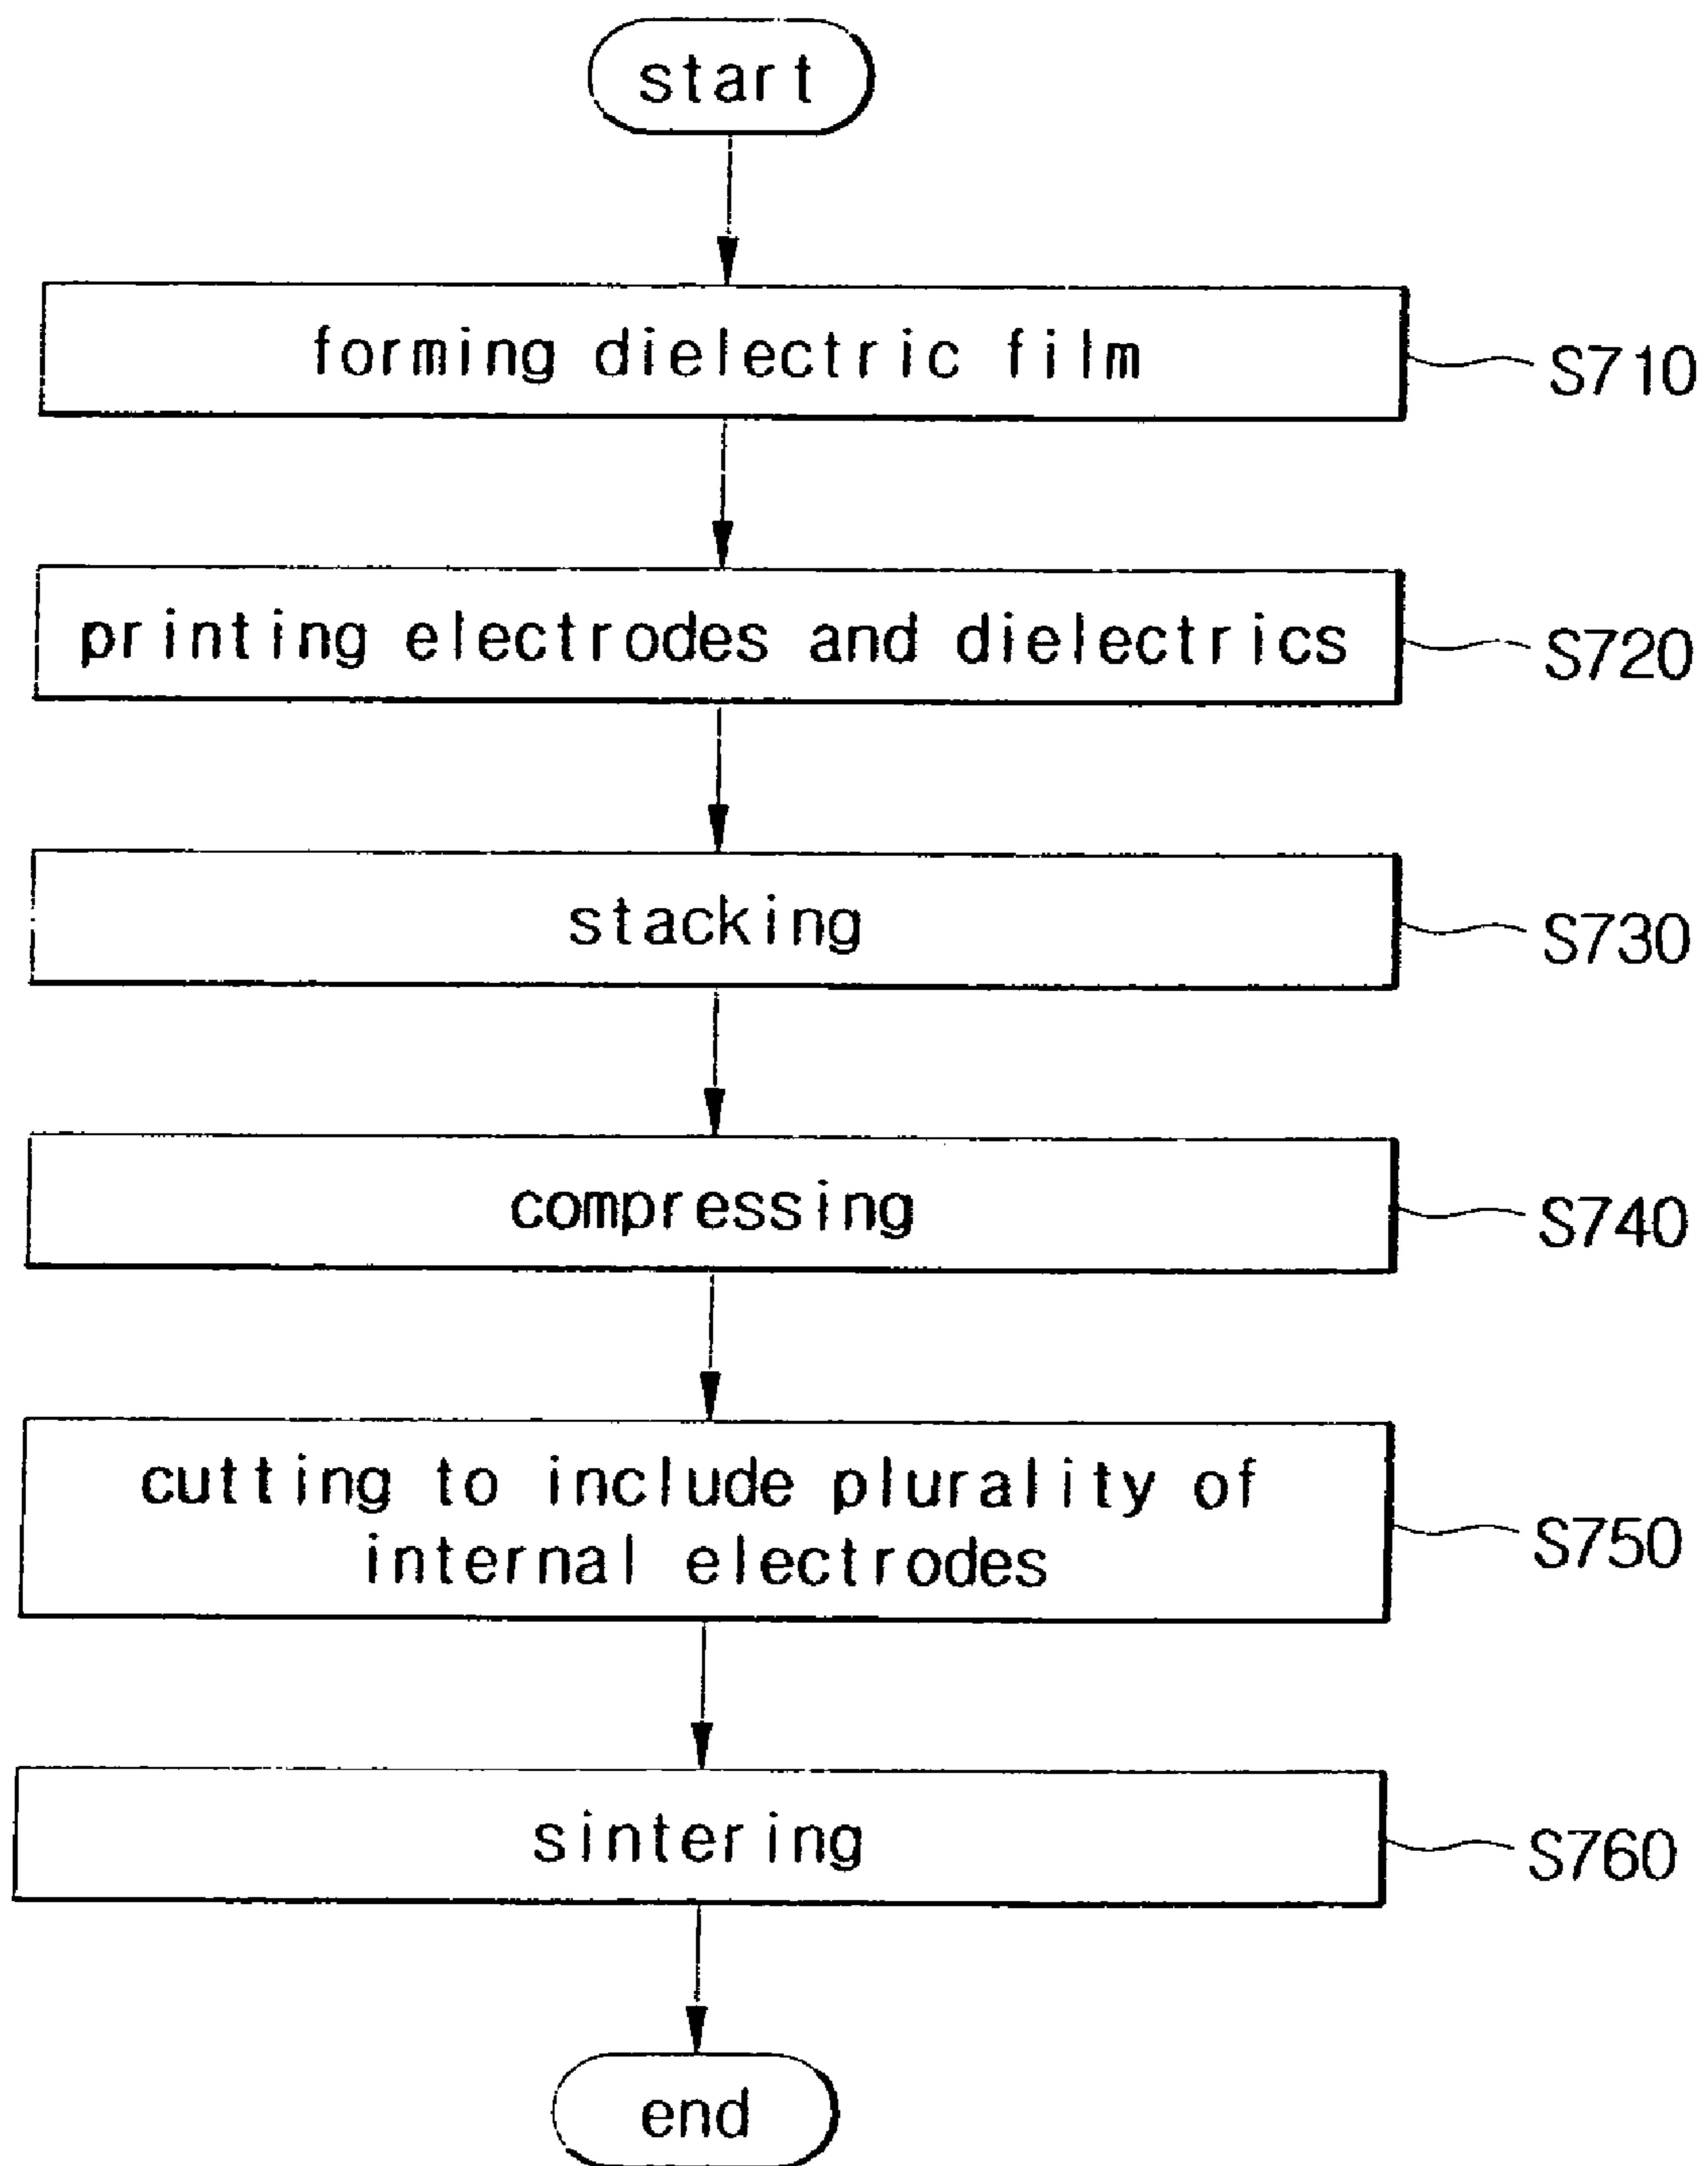 start
forming dielectric film
S710
printing electrodes and dielectrics
S720
stacking
S730
compressing
S740
cutting to include plurality of
internal electrodes
S750
sintering
S760
end